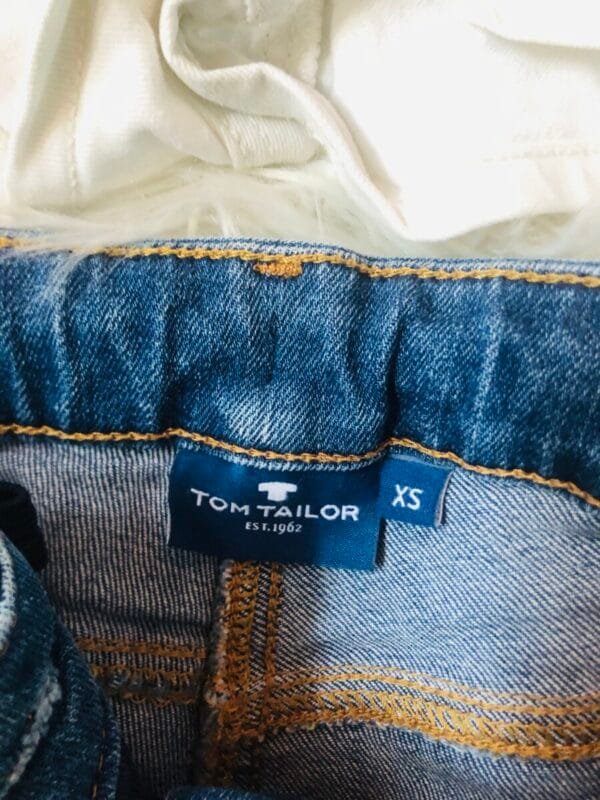 TOM TAILOR
EST. 1962
XS